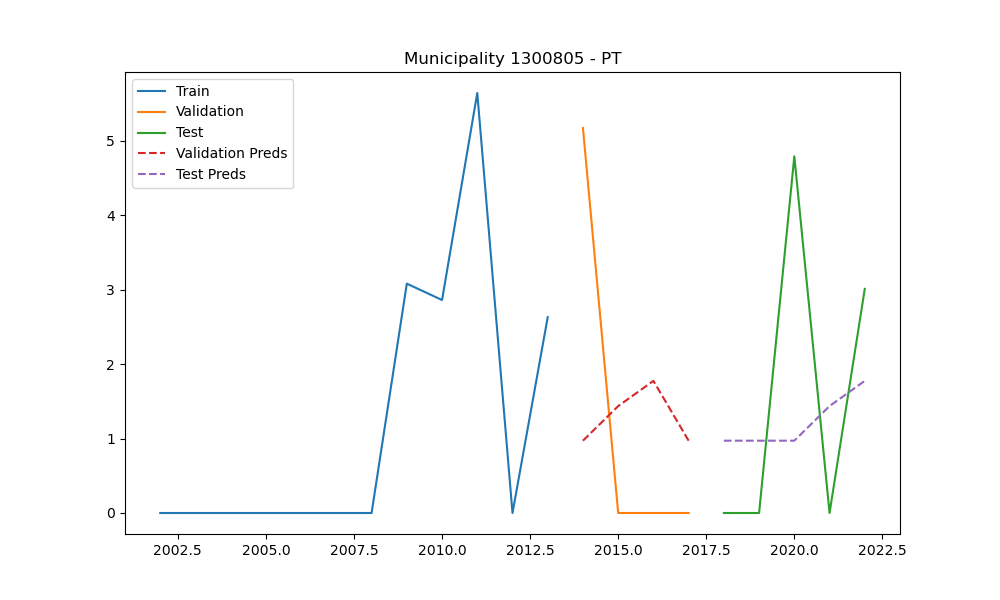 Municipality 1300805 - PT
Train
Validation
Test
Validation Preds
Test Preds
5
4
3
2
1
0
2002.5 2005.0 2007.5 2010.0 2012.5 2015.0 2017.5 2020.0 2022.5